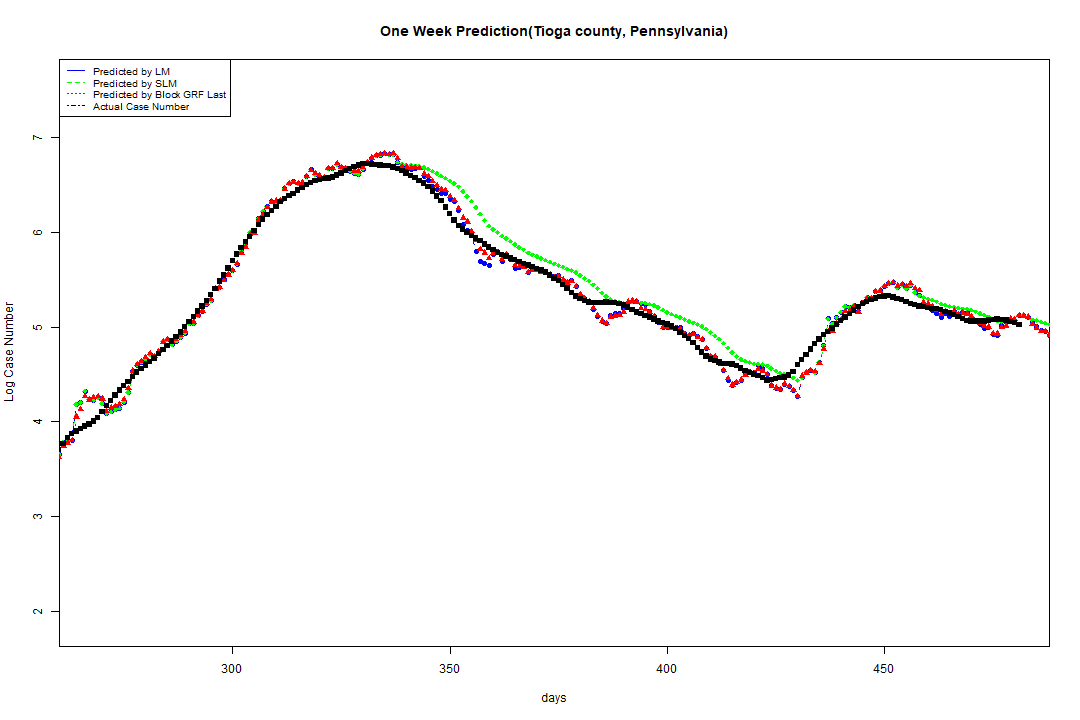 One Week Prediction(Tioga county, Pennsylvania)
Predicted by LM
Predicted by SLM
Predicted by Block GRF Last
Actual Case Number
Log Case Number
7
6
5
4
3
2
300 350 400 450
days